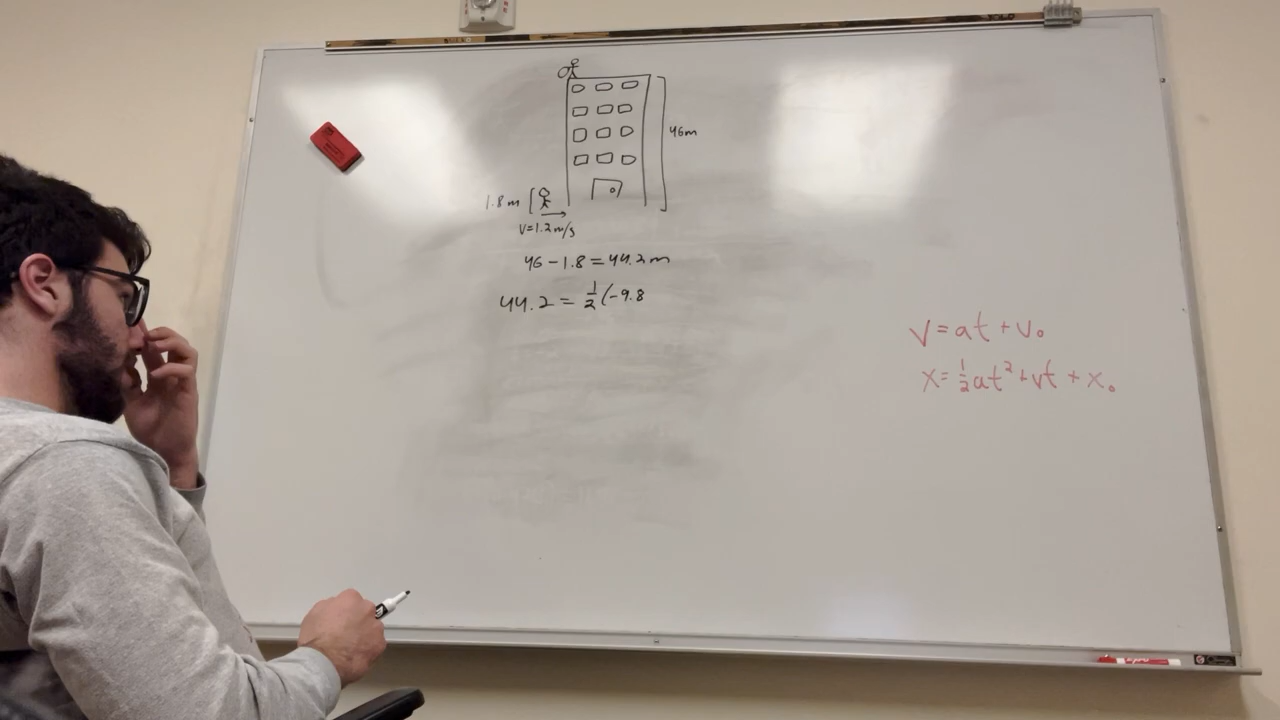 46m
1.8m
V=1.2m/s
46-1.8=44.2m
44.2=½(-9.8
V=at+v₀
x=½at²+vt+x₀